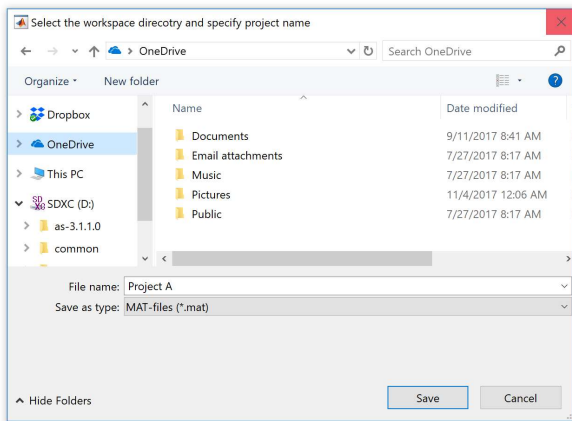 Select the workspace direcotry and specify project name
OneDrive
Search OneDrive
Organize
New folder
Name
Date modified
Dropbox
OneDrive
This PC
SDXC (D:)
as-3.1.1.0
common
Documents 9/11/2017 8:41 AM
Email attachments 7/27/2017 8:17 AM
Music 7/27/2017 8:17 AM
Pictures 11/4/2017 12:06 AM
Public 7/27/2017 8:17 AM
File name: Project A
Save as type: MAT-files (*.mat)
Hide Folders
Save
Cancel